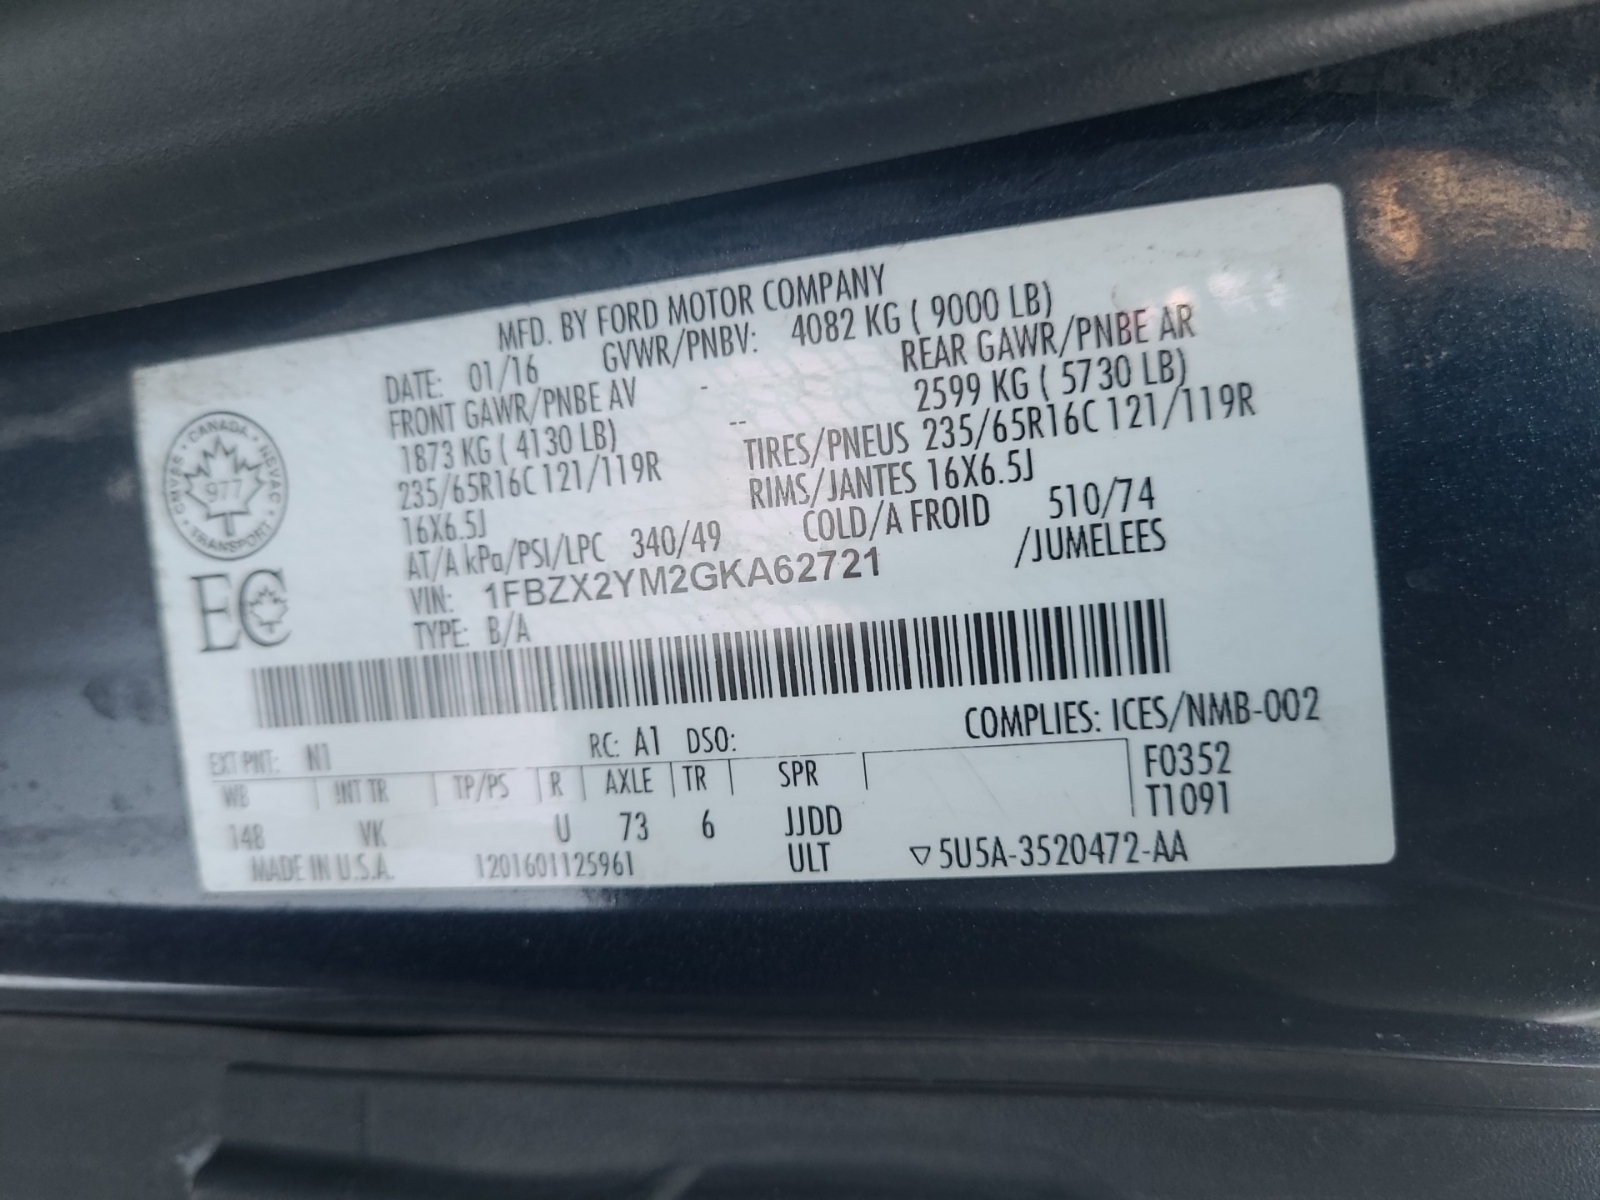 MFD. BY FORD MOTOR COMPANY
DATE: 01/16 GVWR/PNBV: 4082 KG ( 9000 LB)
FRONT GAWR/PNBE AV - REAR GAWR/PNBE AR
1873 KG ( 4130 LB) -- 2599 KG ( 5730 LB)
235/65R16C 121/119R TIRES/PNEUS 235/65R16C 121/119R
16X6.5J RIMS/JANTES 16X6.5J
AT/A kPa/PSI/LPC 340/49 COLD/A FROID 510/74
VIN: 1FBZX2YM2GKA62721 /JUMELEES
TYPE: B/A
CANADA
CMVSS NSVAC
977
TRANSPORT
EC
COMPLIES: ICES/NMB-002
EXT PNT: N1 RC: A1 DSO:
WB INT TR TP/PS R AXLE TR SPR F0352
148 VK U 73 6 JJDD T1091
MADE IN U.S.A. 1201601125961 ULT ▽5U5A-3520472-AA